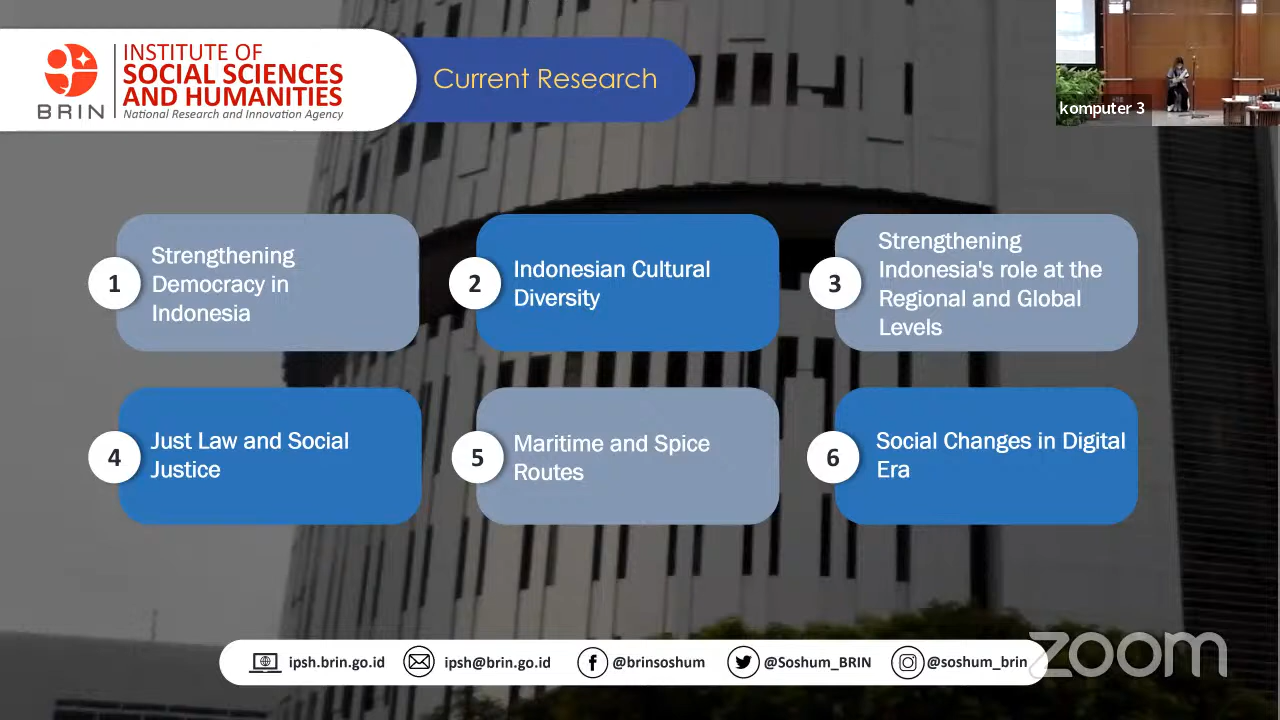 INSTITUTE OF
SOCIAL SCIENCES
AND HUMANITIES
BRIN
National Research and Innovation Agency
Current Research
komputer 3
1
Strengthening
Democracy in
Indonesia
2
Indonesian Cultural
Diversity
3
Strengthening
Indonesia's role at the
Regional and Global
Levels
4
Just Law and Social
Justice
5
Maritime and Spice
Routes
6
Social Changes in Digital
Era
ipsh.brin.go.id
ipsh@brin.go.id
@brinsoshum
@Soshum_BRIN
@soshum_brin
zoom